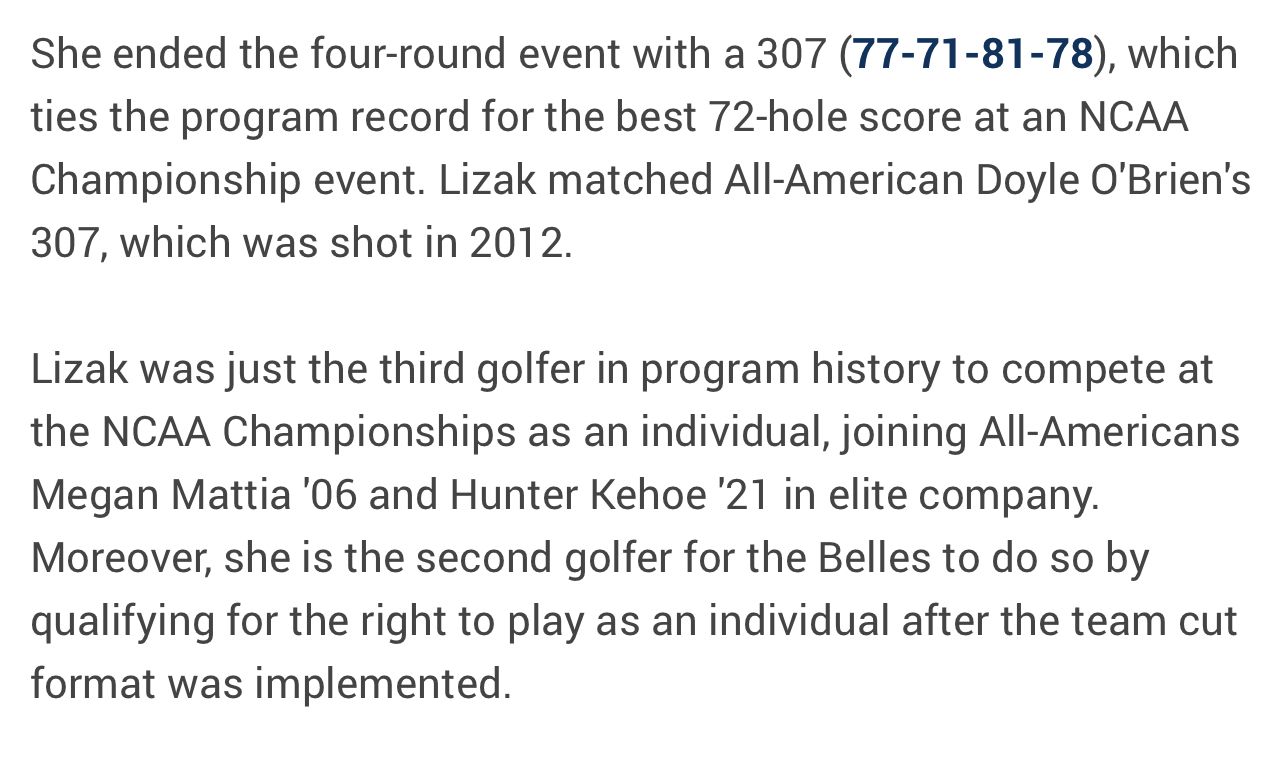 She ended the four-round event with a 307 (77-71-81-78), which
ties the program record for the best 72-hole score at an NCAA
Championship event. Lizak matched All-American Doyle O'Brien's
307, which was shot in 2012.
Lizak was just the third golfer in program history to compete at
the NCAA Championships as an individual, joining All-Americans
Megan Mattia '06 and Hunter Kehoe '21 in elite company.
Moreover, she is the second golfer for the Belles to do so by
qualifying for the right to play as an individual after the team cut
format was implemented.